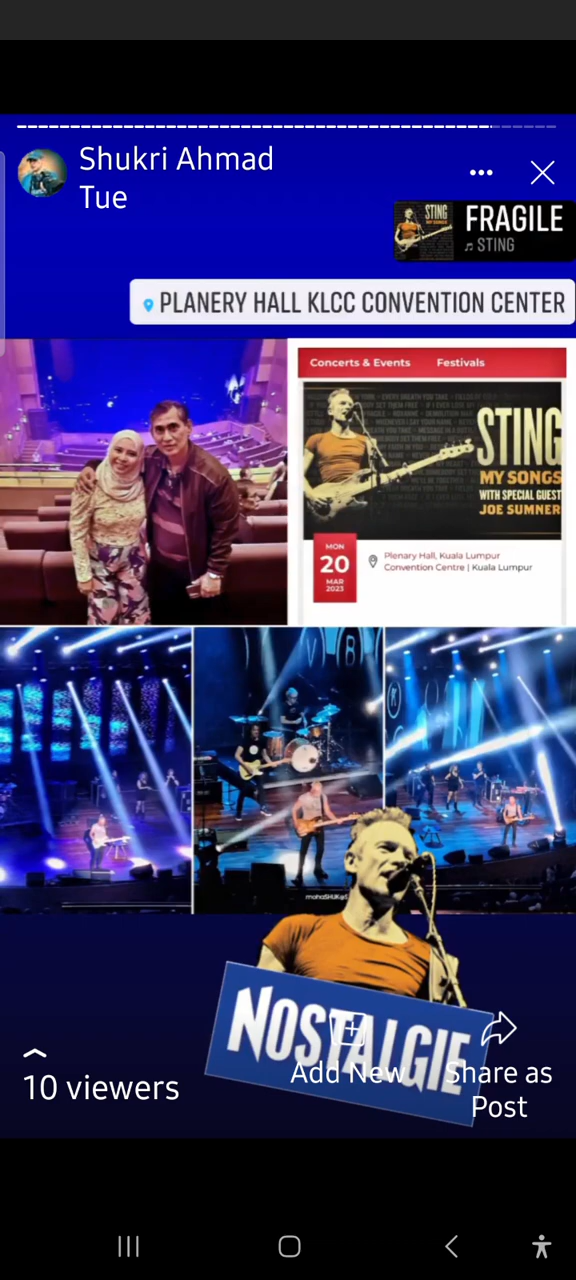 Shukri Ahmad
Tue
STING
MY SONGS
FRAGILE
♬ STING
PLANERY HALL KLCC CONVENTION CENTER
Concerts & Events Festivals
STING
MY SONGS
WITH SPECIAL GUEST
JOE SUMNER
MON
20
MAR
2023
Plenary Hall, Kuala Lumpur
Convention Centre | Kuala Lumpur
V B
NOSTALGIE
10 viewers
Add New
Share as
Post